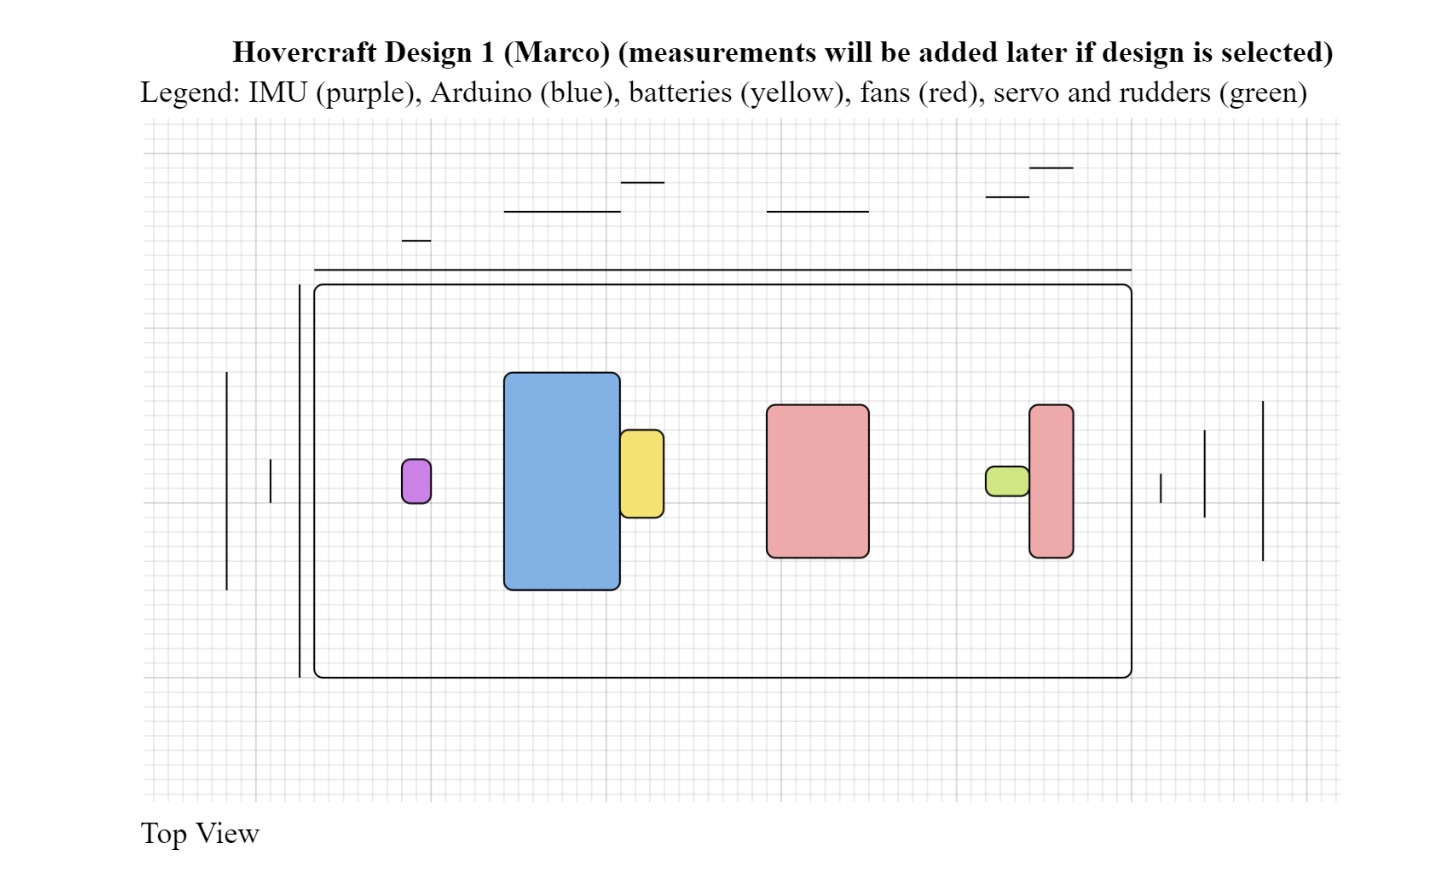 Hovercraft Design 1 (Marco) (measurements will be added later if design is selected)
Legend: IMU (purple), Arduino (blue), batteries (yellow), fans (red), servo and rudders (green)
Top View